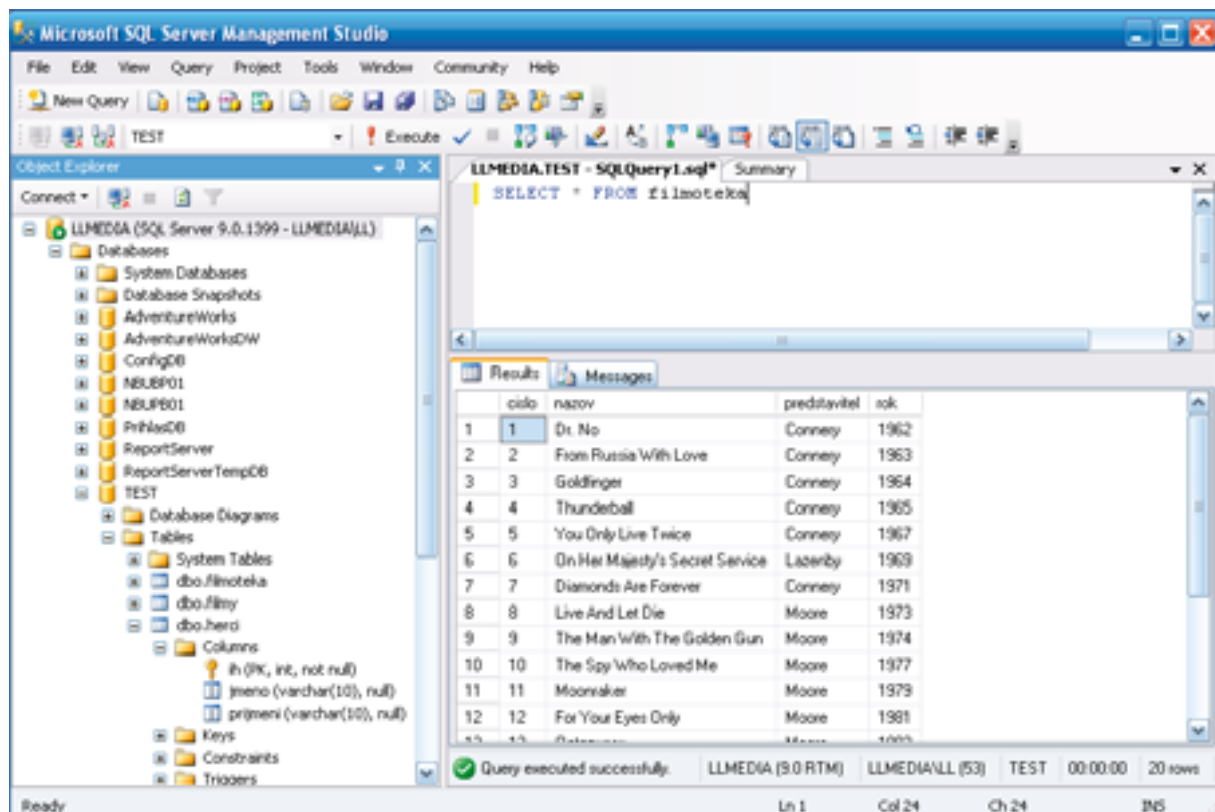 Microsoft SQL Server Management Studio
File Edit View Query Project Tools Window Community Help
New Query
TEST Execute
Object Explorer
Connect
LLMEDIA (SQL Server 9.0.1399 - LLMEDIA\LL)
Databases
System Databases
Database Snapshots
AdventureWorks
AdventureWorksDW
ConfigDB
NBUBP01
NBUPB01
PrihlasDB
ReportServer
ReportServerTempDB
TEST
Database Diagrams
Tables
System Tables
dbo.filmoteka
dbo.filmy
dbo.herci
Columns
ih (PK, int, not null)
jmeno (varchar(10), null)
prijmeni (varchar(10), null)
Keys
Constraints
Triggers
LLMEDIA.TEST - SQLQuery1.sql* Summary
SELECT * FROM filmoteka
Results Messages
cislo nazov predstavitel rok
1 1 Dr. No Connery 1962
2 2 From Russia With Love Connery 1963
3 3 Goldfinger Connery 1964
4 4 Thunderball Connery 1965
5 5 You Only Live Twice Connery 1967
6 6 On Her Majesty's Secret Service Lazenby 1969
7 7 Diamonds Are Forever Connery 1971
8 8 Live And Let Die Moore 1973
9 9 The Man With The Golden Gun Moore 1974
10 10 The Spy Who Loved Me Moore 1977
11 11 Moonraker Moore 1979
12 12 For Your Eyes Only Moore 1981
Query executed successfully. LLMEDIA (9.0 RTM) LLMEDIA\LL (53) TEST 00:00:00 20 rows
Ready Ln 1 Col 24 Ch 24 INS